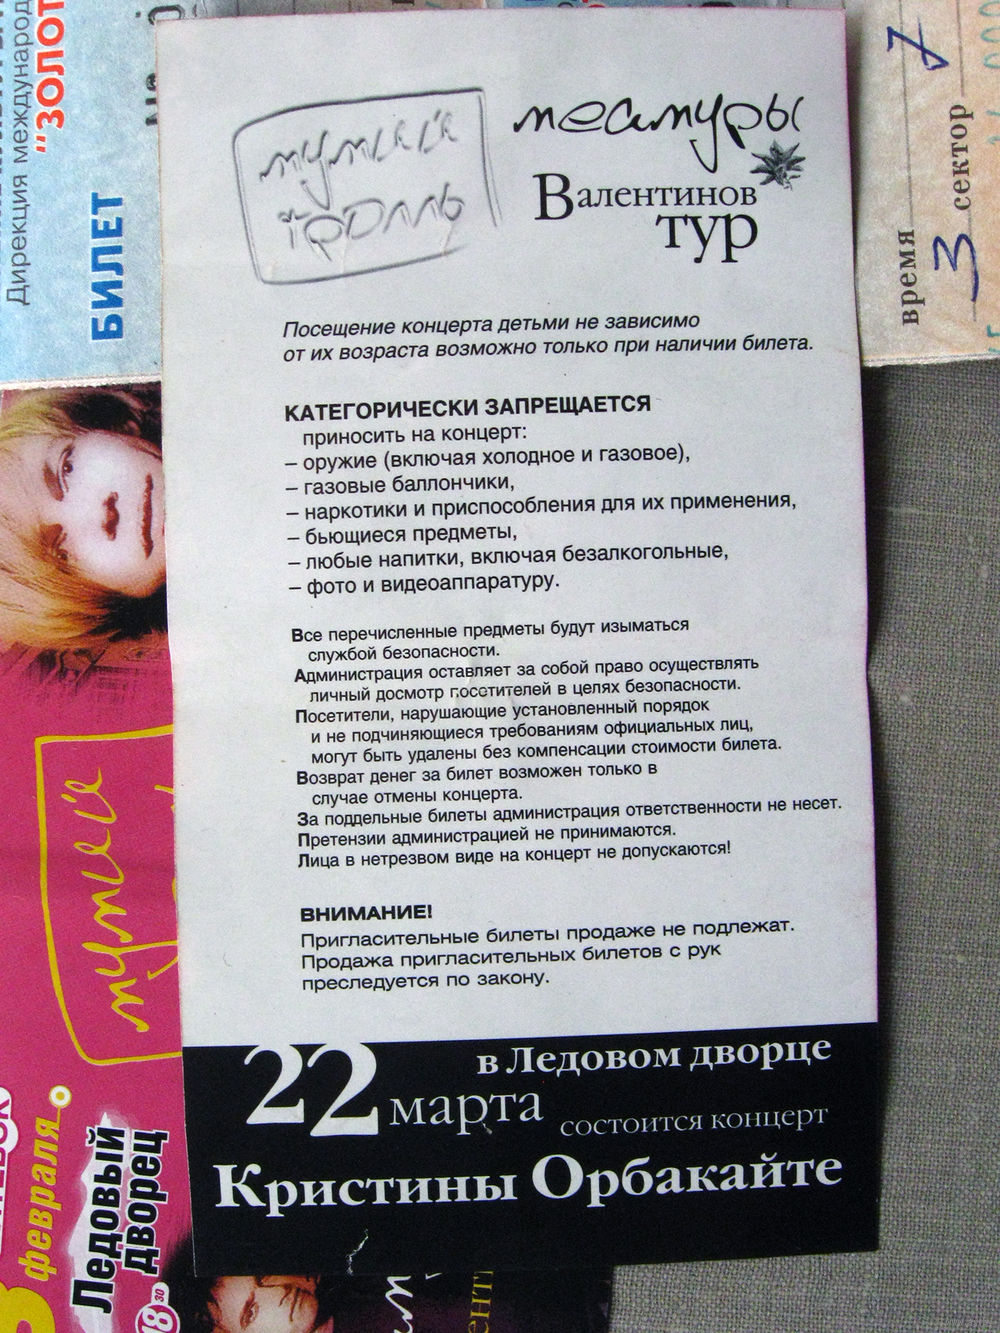 Дирекция международ
"ЗОЛОТ
БИЛЕТ
№
время
7
сектор
3
мумий
тролль
мемуары
Валентинов
тур
Посещение концерта детьми не зависимо
от их возраста возможно только при наличии билета.
КАТЕГОРИЧЕСКИ ЗАПРЕЩАЕТСЯ
приносить на концерт:
– оружие (включая холодное и газовое),
– газовые баллончики,
– наркотики и приспособления для их применения,
– бьющиеся предметы,
– любые напитки, включая безалкогольные,
– фото и видеоаппаратуру.
Все перечисленные предметы будут изыматься
службой безопасности.
Администрация оставляет за собой право осуществлять
личный досмотр посетителей в целях безопасности.
Посетители, нарушающие установленный порядок
и не подчиняющиеся требованиям официальных лиц,
могут быть удалены без компенсации стоимости билета.
Возврат денег за билет возможен только в
случае отмены концерта.
За поддельные билеты администрация ответственности не несет.
Претензии администрацией не принимаются.
Лица в нетрезвом виде на концерт не допускаются!
ВНИМАНИЕ!
Пригласительные билеты продаже не подлежат.
Продажа пригласительных билетов с рук
преследуется по закону.
22 марта
в Ледовом дворце
состоится концерт
Кристины Орбакайте
мумий
февраля
Ледовый
дворец
18 30